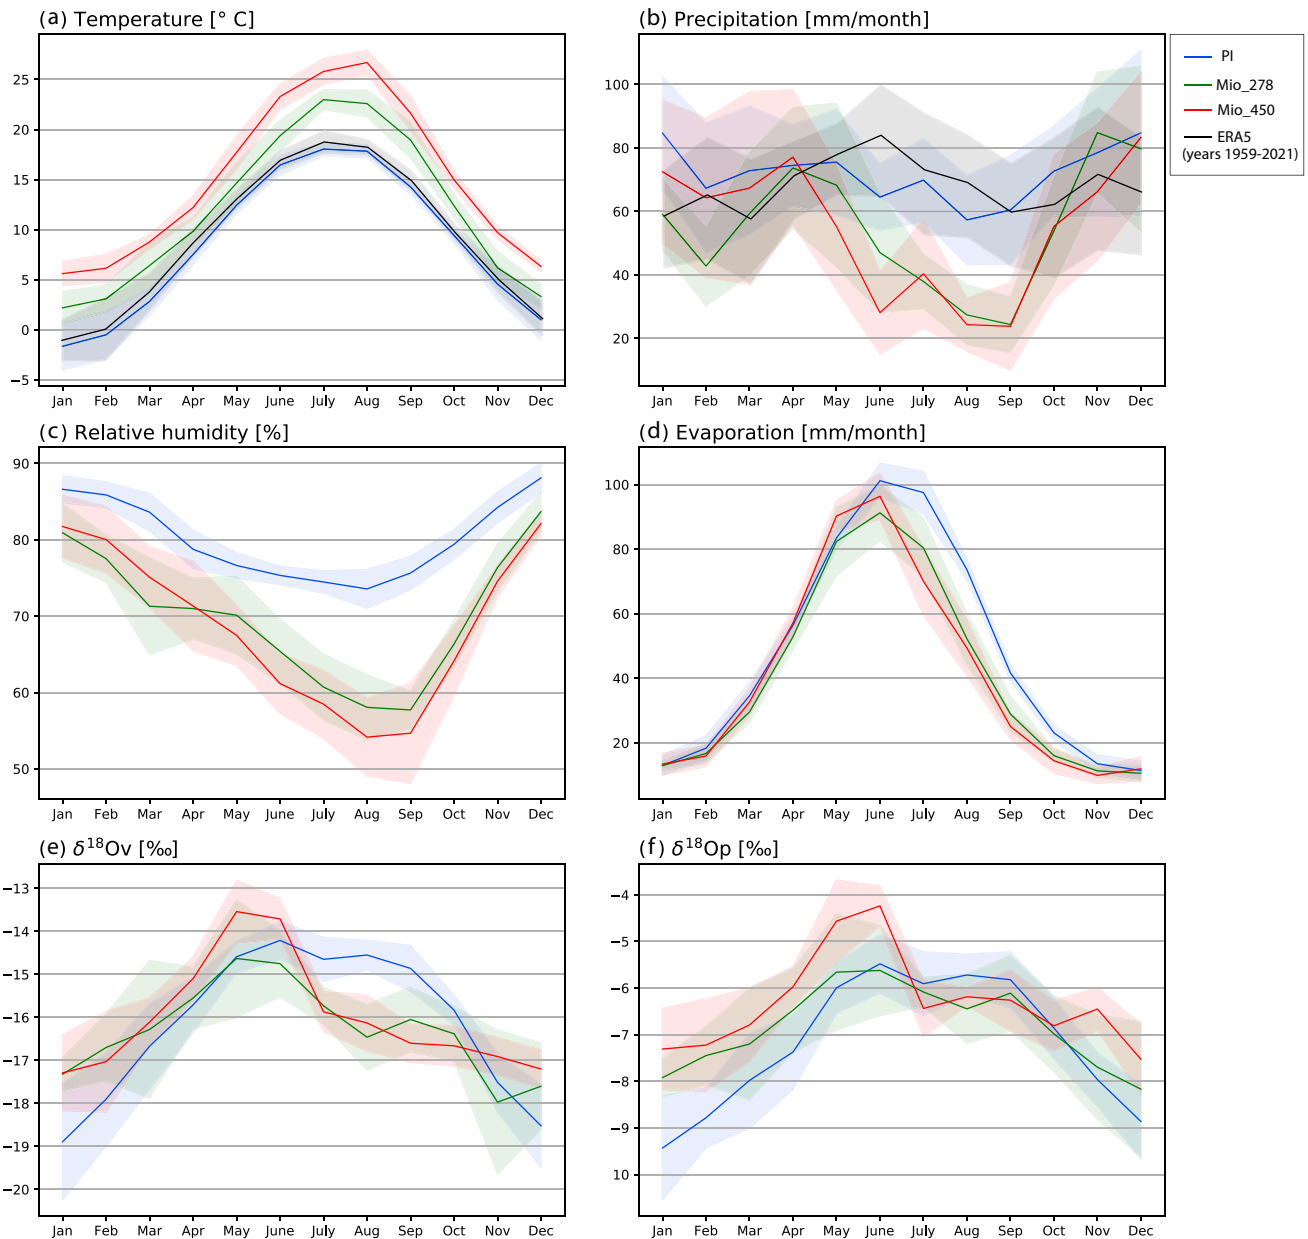 (a) Temperature [° C]
25
20
15
10
5
0
−5
Jan Feb Mar Apr May June July Aug Sep Oct Nov Dec
(b) Precipitation [mm/month]
100
80
60
40
20
Jan Feb Mar Apr May June July Aug Sep Oct Nov Dec
PI
Mio_278
Mio_450
ERA5
(years 1959-2021)
(c) Relative humidity [%]
90
80
70
60
50
Jan Feb Mar Apr May June July Aug Sep Oct Nov Dec
(d) Evaporation [mm/month]
100
80
60
40
20
Jan Feb Mar Apr May June July Aug Sep Oct Nov Dec
(e) δ¹⁸Ov [‰]
−13
−14
−15
−16
−17
−18
−19
−20
Jan Feb Mar Apr May June July Aug Sep Oct Nov Dec
(f) δ¹⁸Op [‰]
−4
−5
−6
−7
−8
−9
10
Jan Feb Mar Apr May June July Aug Sep Oct Nov Dec